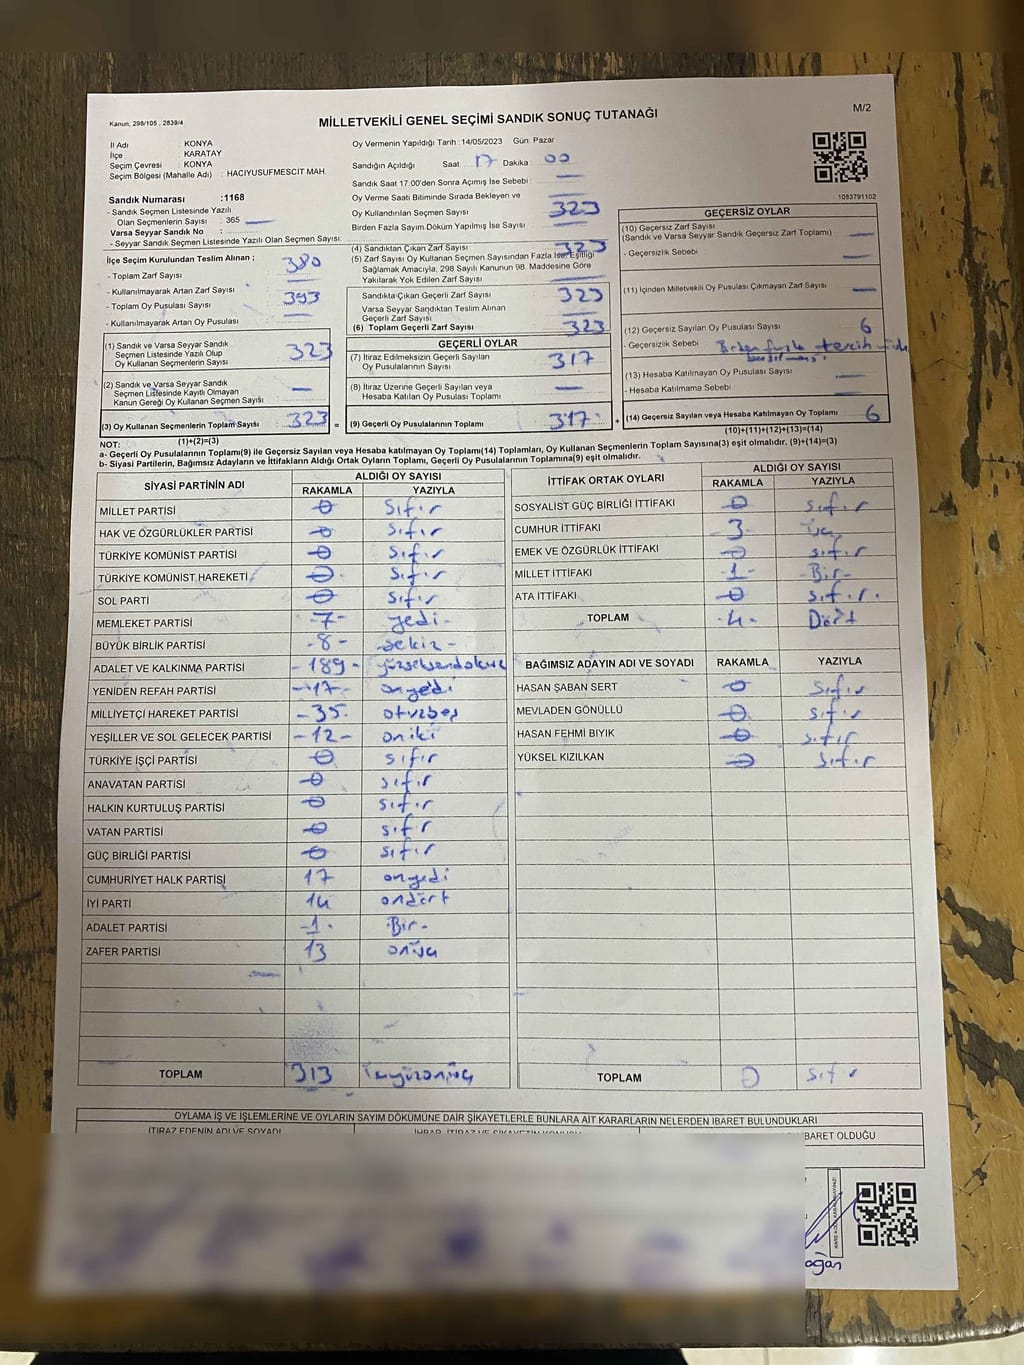 Kanun, 298/105 , 2839/4
MİLLETVEKİLİ GENEL SEÇİMİ SANDIK SONUÇ TUTANAĞI
M/2
İl Adı KONYA
İlçe KARATAY
Seçim Çevresi KONYA
Seçim Bölgesi (Mahalle Adı) : HACIYUSUFMESCİT MAH.
Sandık Numarası :1168
- Sandık Seçmen Listesinde Yazılı
Olan Seçmenlerin Sayısı : 365
Varsa Seyyar Sandık No :
- Seyyar Sandık Seçmen Listesinde Yazılı Olan Seçmen Sayısı:
İlçe Seçim Kurulundan Teslim Alınan ;
- Toplam Zarf Sayısı 380
- Kullanılmayarak Artan Zarf Sayısı
- Toplam Oy Pusulası Sayısı 393
- Kullanılmayarak Artan Oy Pusulası
(1) Sandık ve Varsa Seyyar Sandık
Seçmen Listesinde Yazılı Olup
Oy Kullanan Seçmenlerin Sayısı 323
(2) Sandık ve Varsa Seyyar Sandık
Seçmen Listesinde Kayıtlı Olmayan
Kanun Gereği Oy Kullanan Seçmen Sayısı
(3) Oy Kullanan Seçmenlerin Toplam Sayısı 323 =
(1)+(2)=(3)
Oy Vermenin Yapıldığı Tarih : 14/05/2023 Gün: Pazar
Sandığın Açıldığı Saat 17 Dakika 00
Sandık Saat 17:00'den Sonra Açımış İse Sebebi
Oy Verme Saati Bitiminde Sırada Bekleyen ve
Oy Kullandırılan Seçmen Sayısı 323
Birden Fazla Sayım Döküm Yapılmış İse Sayısı
(4) Sandıktan Çıkan Zarf Sayısı 323
(5) Zarf Sayısı Oy Kullanan Seçmen Sayısından Fazla İse, Eşitliği
Sağlamak Amacıyla; 298 Sayılı Kanunun 98. Maddesine Göre
Yakılarak Yok Edilen Zarf Sayısı
Sandıkta Çıkan Geçerli Zarf Sayısı 323
Varsa Seyyar Sandıktan Teslim Alınan
Geçerli Zarf Sayısı
(6) Toplam Geçerli Zarf Sayısı 323
GEÇERLİ OYLAR
(7) İtiraz Edilmeksizin Geçerli Sayılan
Oy Pusulasının Sayısı 317
(8) İtiraz Üzerine Geçerli Sayılan veya
Hesaba Katılan Oy Pusulası Toplamı
(9) Geçerli Oy Pusulalarının Toplamı 317 +
1083791102
GEÇERSİZ OYLAR
(10) Geçersiz Zarf Sayısı
(Sandık ve Varsa Seyyar Sandık Geçersiz Zarf Toplamı)
- Geçersizlik Sebebi
(11) İçinden Milletvekili Oy Pusulası Çıkmayan Zarf Sayısı
(12) Geçersiz Sayılan Oy Pusulası Sayısı 6
- Geçersizlik Sebebi Birden fazla tercih
(13) Hesaba Katılmayan Oy Pusulası Sayısı
- Hesaba Katılmama Sebebi
(14) Geçersiz Sayılan veya Hesaba Katılmayan Oy Toplamı 6
(10)+(11)+(12)+(13)=(14)
NOT:
a- Geçerli Oy Pusulalarının Toplamı(9) ile Geçersiz Sayılan veya Hesaba katılmayan Oy Toplamı(14) Toplamları, Oy Kullanan Seçmenlerin Toplam Sayısına(3) eşit olmalıdır. (9)+(14)=(3)
b- Siyasi Partilerin, Bağımsız Adayların ve İttifakların Aldığı Ortak Oyların Toplamı, Geçerli Oy Pusulalarının Toplamına(9) eşit olmalıdır.
SİYASİ PARTİNİN ADI ALDIĞI OY SAYISI
RAKAMLA YAZIYLA
MİLLET PARTİSİ 0 Sıfır
HAK VE ÖZGÜRLÜKLER PARTİSİ 0 Sıfır
TÜRKİYE KOMÜNİST PARTİSİ 0 Sıfır
TÜRKİYE KOMÜNİST HAREKETİ 0 Sıfır
SOL PARTİ 0 Sıfır
MEMLEKET PARTİSİ -7- yedi-
BÜYÜK BİRLİK PARTİSİ -8- -sekiz-
ADALET VE KALKINMA PARTİSİ -189- yüzseksendokuz
YENİDEN REFAH PARTİSİ -17- onyedi
MİLLİYETÇİ HAREKET PARTİSİ -35- otuzbeş
YEŞİLLER VE SOL GELECEK PARTİSİ -12- oniki
TÜRKİYE İŞÇİ PARTİSİ 0 sıfır
ANAVATAN PARTİSİ 0 sıfır
HALKIN KURTULUŞ PARTİSİ 0 sıfır
VATAN PARTİSİ 0 sıfır
GÜÇ BİRLİĞİ PARTİSİ 0 sıfır
CUMHURİYET HALK PARTİSİ 17 onyedi
İYİ PARTİ 14 ondört
ADALET PARTİSİ -1- Bir-
ZAFER PARTİSİ 13 onüç
TOPLAM 313 üçyüzonüç
İTTİFAK ORTAK OYLARI ALDIĞI OY SAYISI
RAKAMLA YAZIYLA
SOSYALİST GÜÇ BİRLİĞİ İTTİFAKI 0 sıfır
CUMHUR İTTİFAKI 3 üç
EMEK VE ÖZGÜRLÜK İTTİFAKI 0 sıfır
MİLLET İTTİFAKI -1- -Bir-
ATA İTTİFAKI 0 sıfır.
TOPLAM -4- Dört
BAĞIMSIZ ADAYIN ADI VE SOYADI RAKAMLA YAZIYLA
HASAN ŞABAN SERT 0 Sıfır
MEVLADEN GÖNÜLLÜ 0 sıfır
HASAN FEHMİ BIYIK 0 sıfır
YÜKSEL KIZILKAN 0 sıfır
TOPLAM 0 sıfır
OYLAMA İŞ VE İŞLEMLERİNE VE OYLARIN SAYIM DÖKÜMÜNE DAİR ŞİKAYETLERLE BUNLARA AİT KARARLARIN NELERDEN İBARET BULUNDUKLARI
İTİRAZ EDENİN ADI VE SOYADI
BARET OLDUĞU
oğan